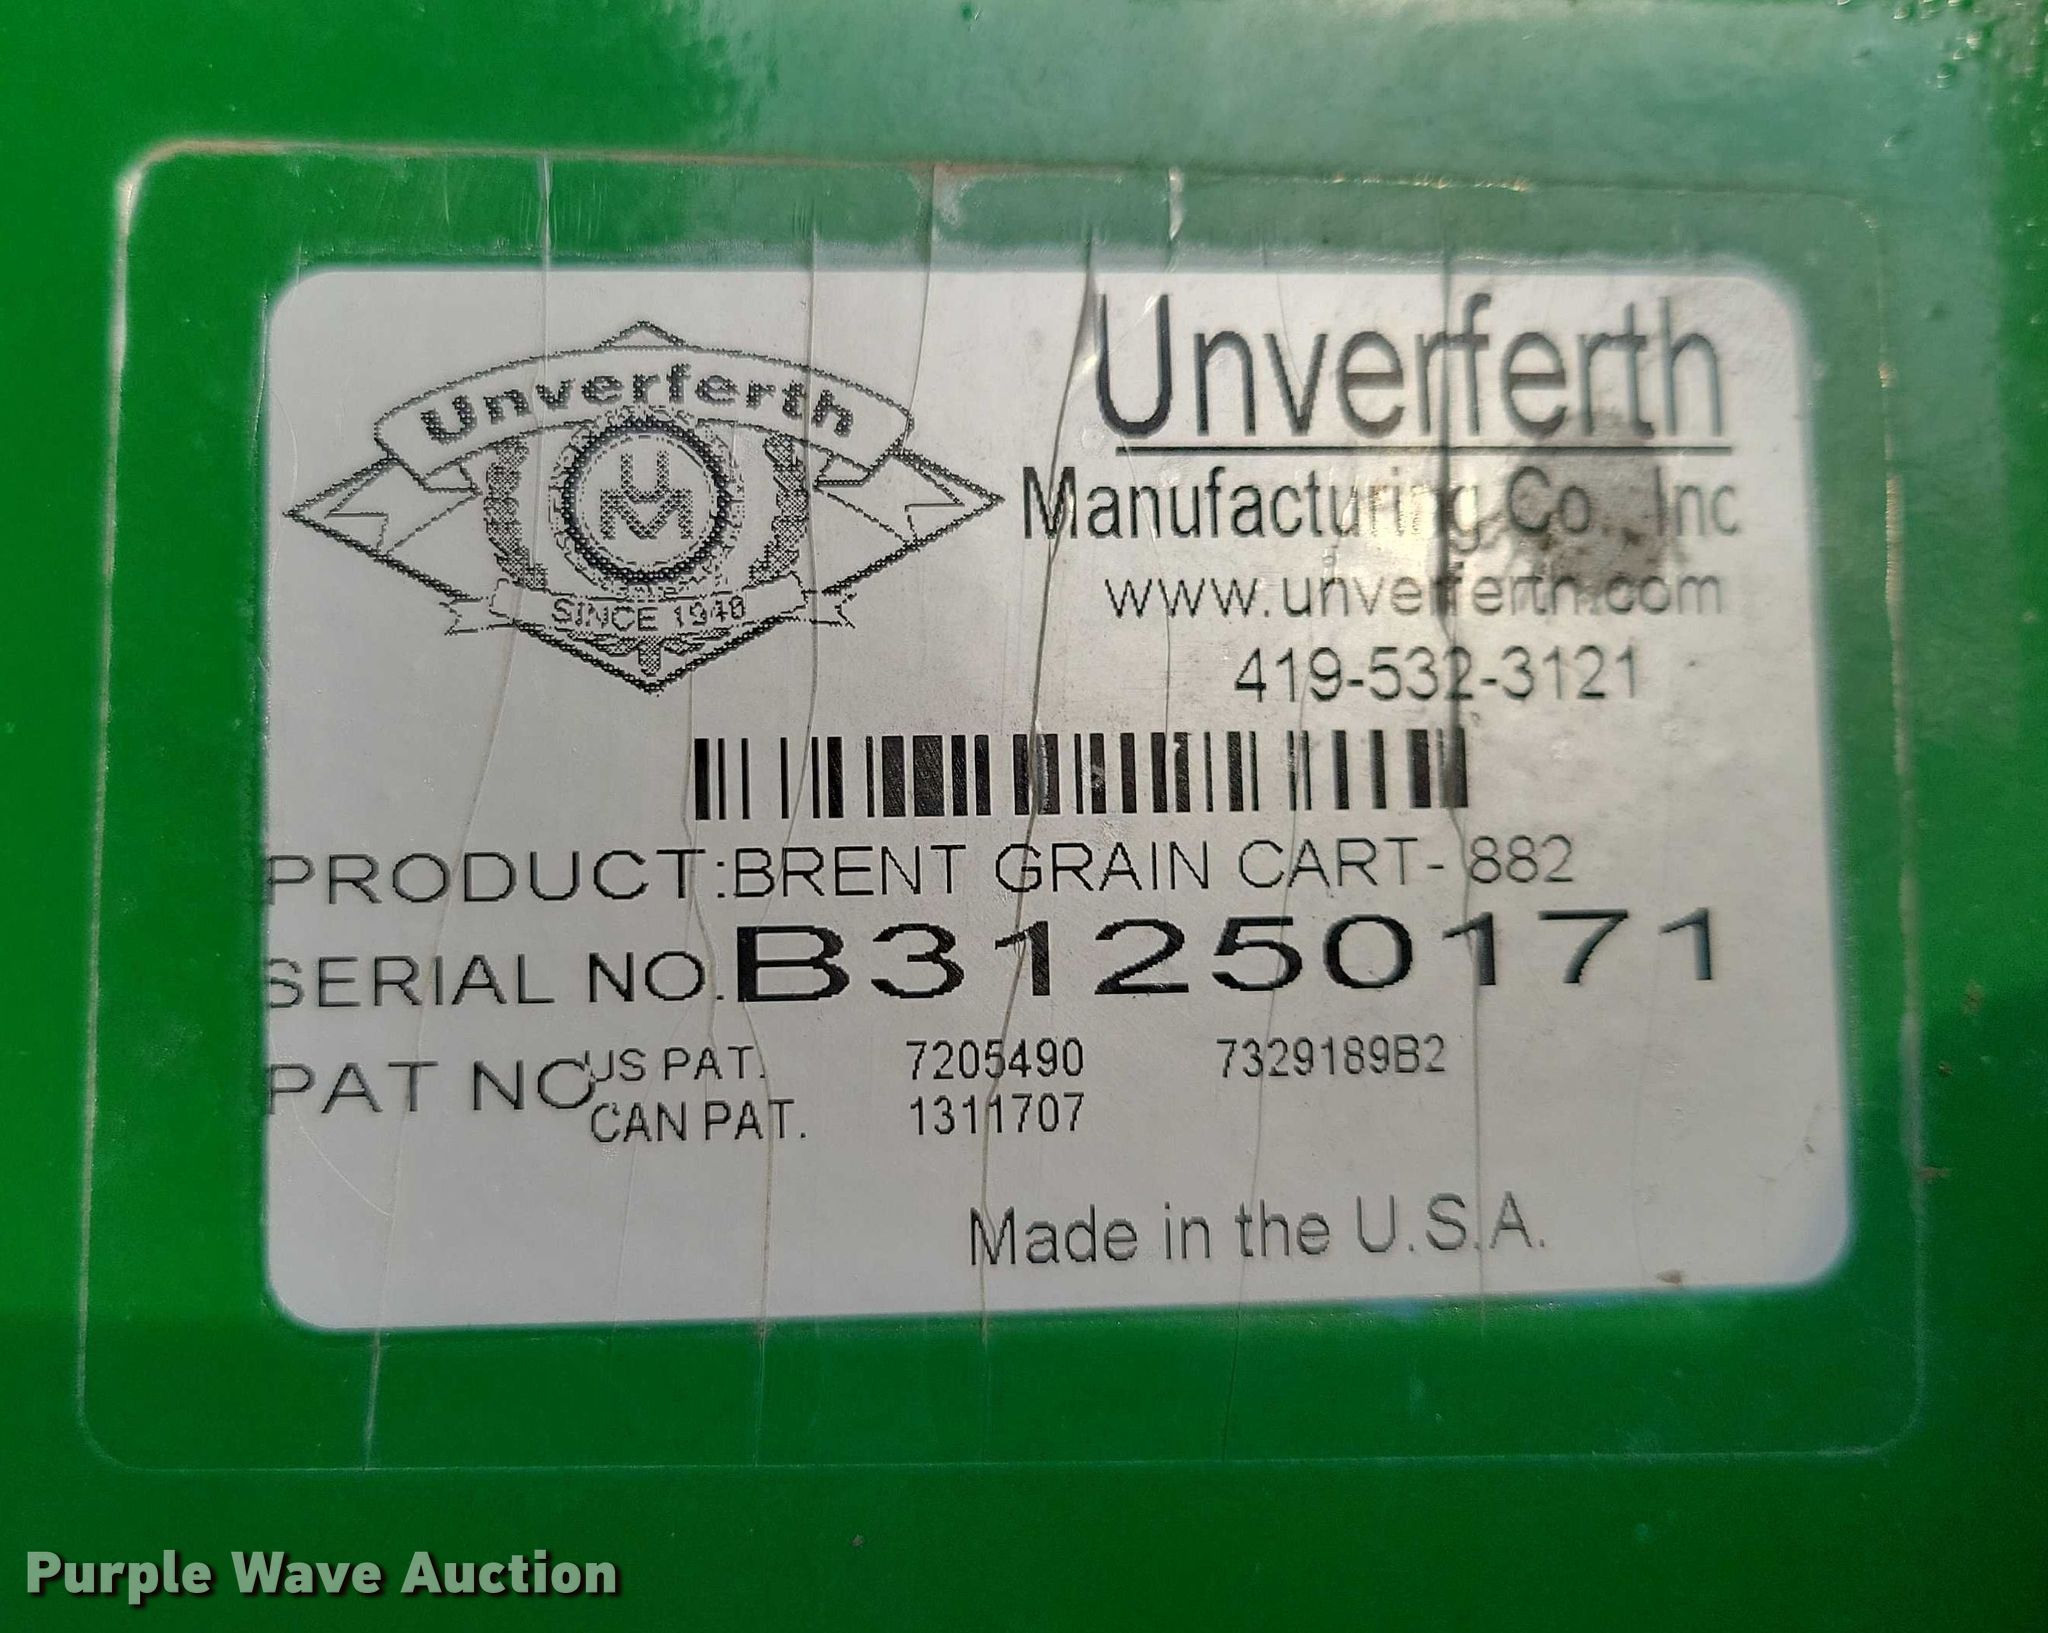 Unverferth
UM
SINCE 1948
Unverferth
Manufacturing Co., Inc
www.unverferth.com
419-532-3121
PRODUCT:BRENT GRAIN CART- 882
SERIAL NO.B31250171
PAT NO US PAT. 7205490 7329189B2
CAN PAT. 1311707
Made in the U.S.A.
Purple Wave Auction